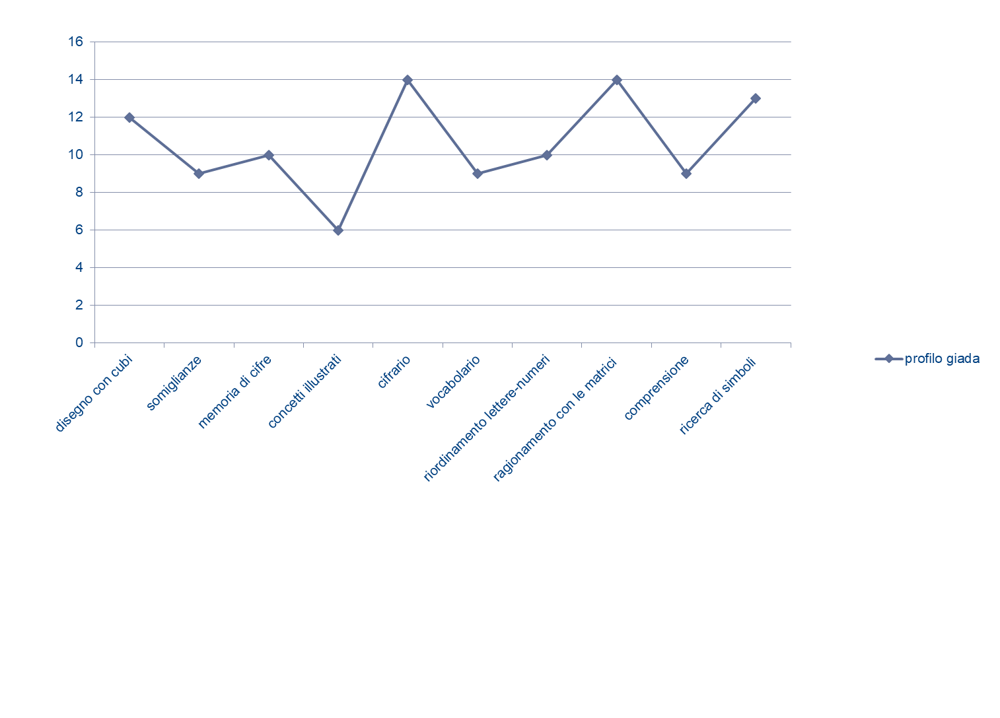 16
14
12
10
8
6
4
2
0
disegno con cubi
somiglianze
memoria di cifre
concetti illustrati
cifrario
vocabolario
riordinamento lettere-numeri
ragionamento con le matrici
comprensione
ricerca di simboli
profilo giada